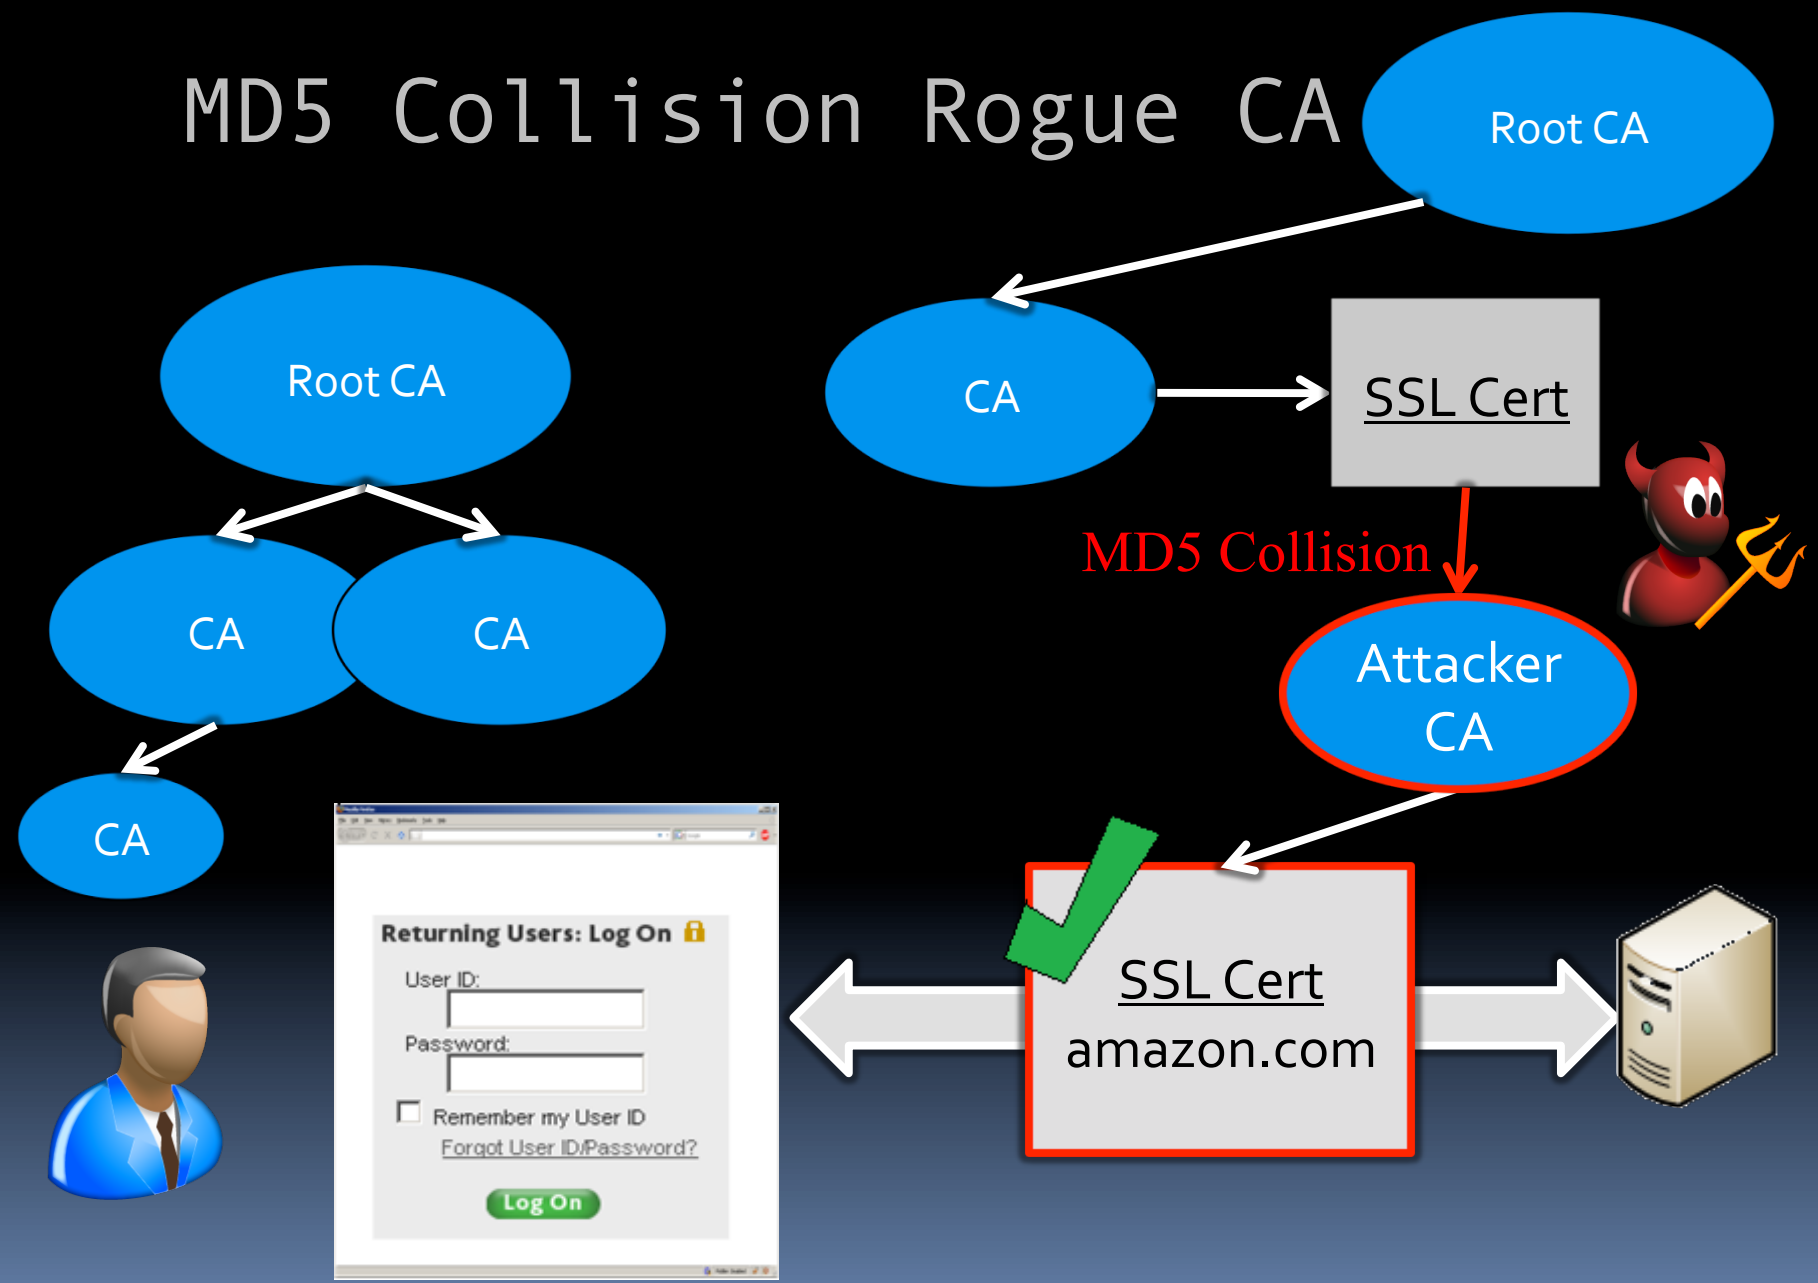 MD5 Collision Rogue CA
Root CA
Root CA
CA
SSL Cert
MD5 Collision
CA
CA
Attacker
CA
CA
Returning Users: Log On
User ID:
Password:
Remember my User ID
Forgot User ID/Password?
Log On
SSL Cert
amazon.com